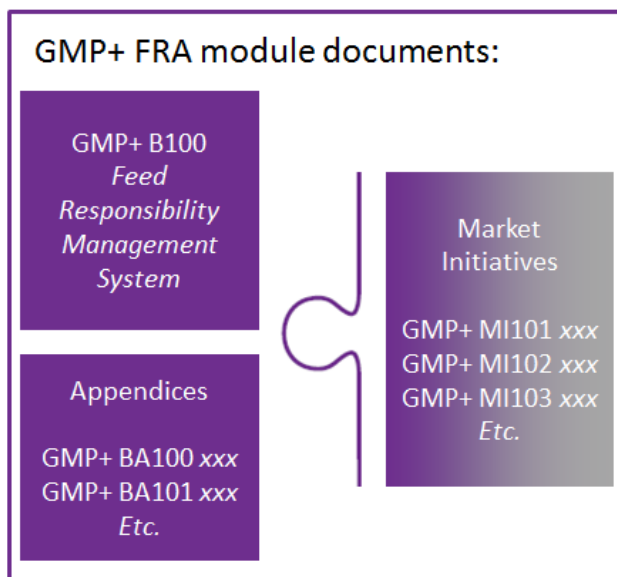 GMP+ FRA module documents:
GMP+ B100
Feed
Responsibility
Management
System
Appendices
GMP+ BA100 xxx
GMP+ BA101 xxx
Etc.
Market
Initiatives
GMP+ MI101 xxx
GMP+ MI102 xxx
GMP+ MI103 xxx
Etc.